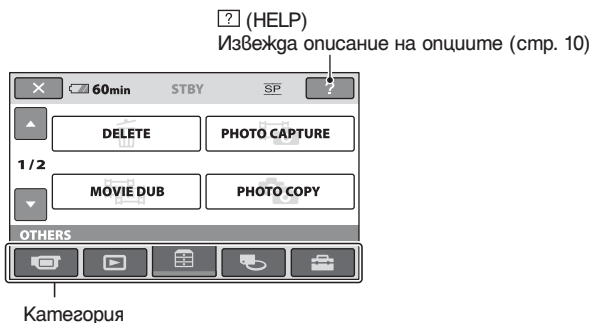 ? (HELP)
Извежда описание на опциите (стр. 10)
60min STBY SP ?
DELETE PHOTO CAPTURE
1/2
MOVIE DUB PHOTO COPY
OTHERS
Категория